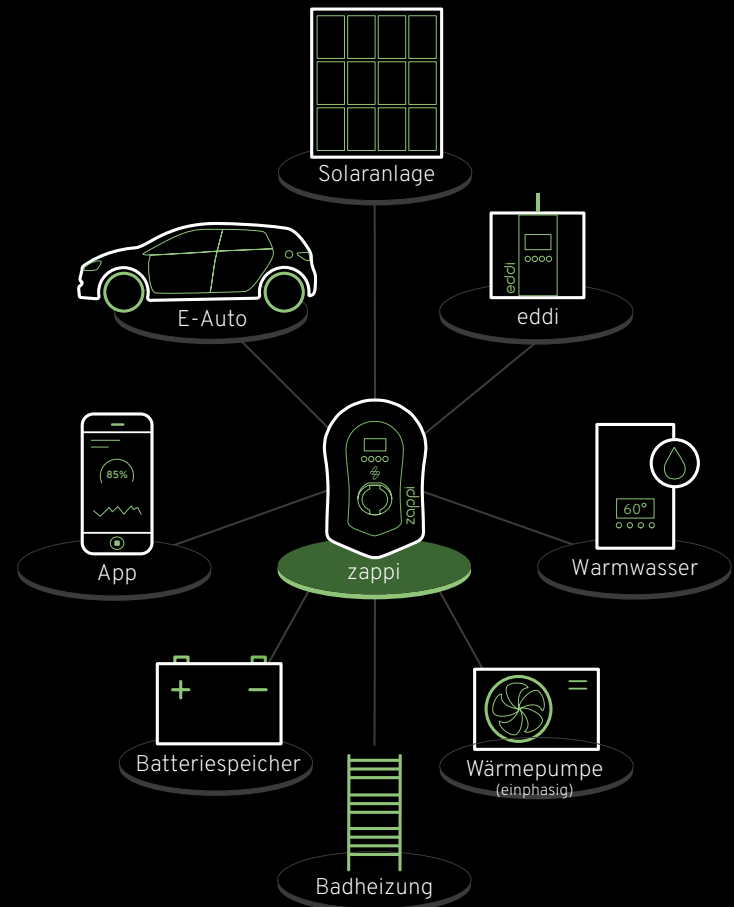 Solaranlage
eddi
E-Auto
eddi
85%
zappi
60°
App
zappi
Warmwasser
+ −
Batteriespeicher
Wärmepumpe
(einphasig)
Badheizung